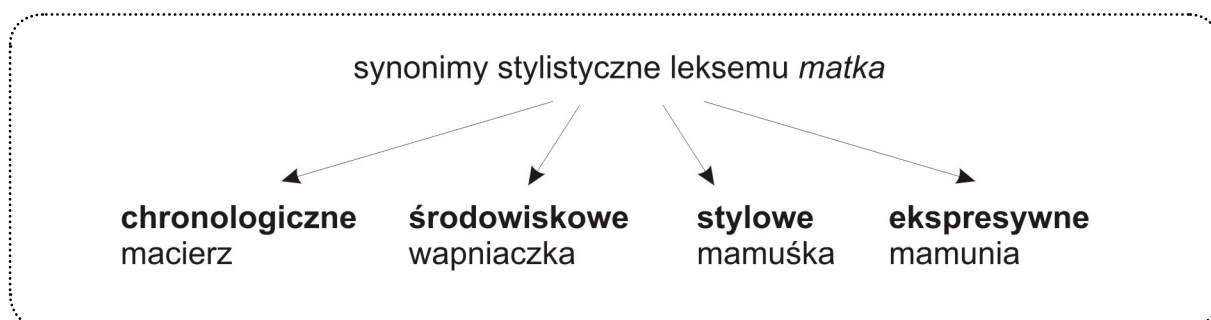 synonimy stylistyczne leksemu matka
chronologiczne środowiskowe stylowe ekspresywne
macierz wapniaczka mamuśka mamunia